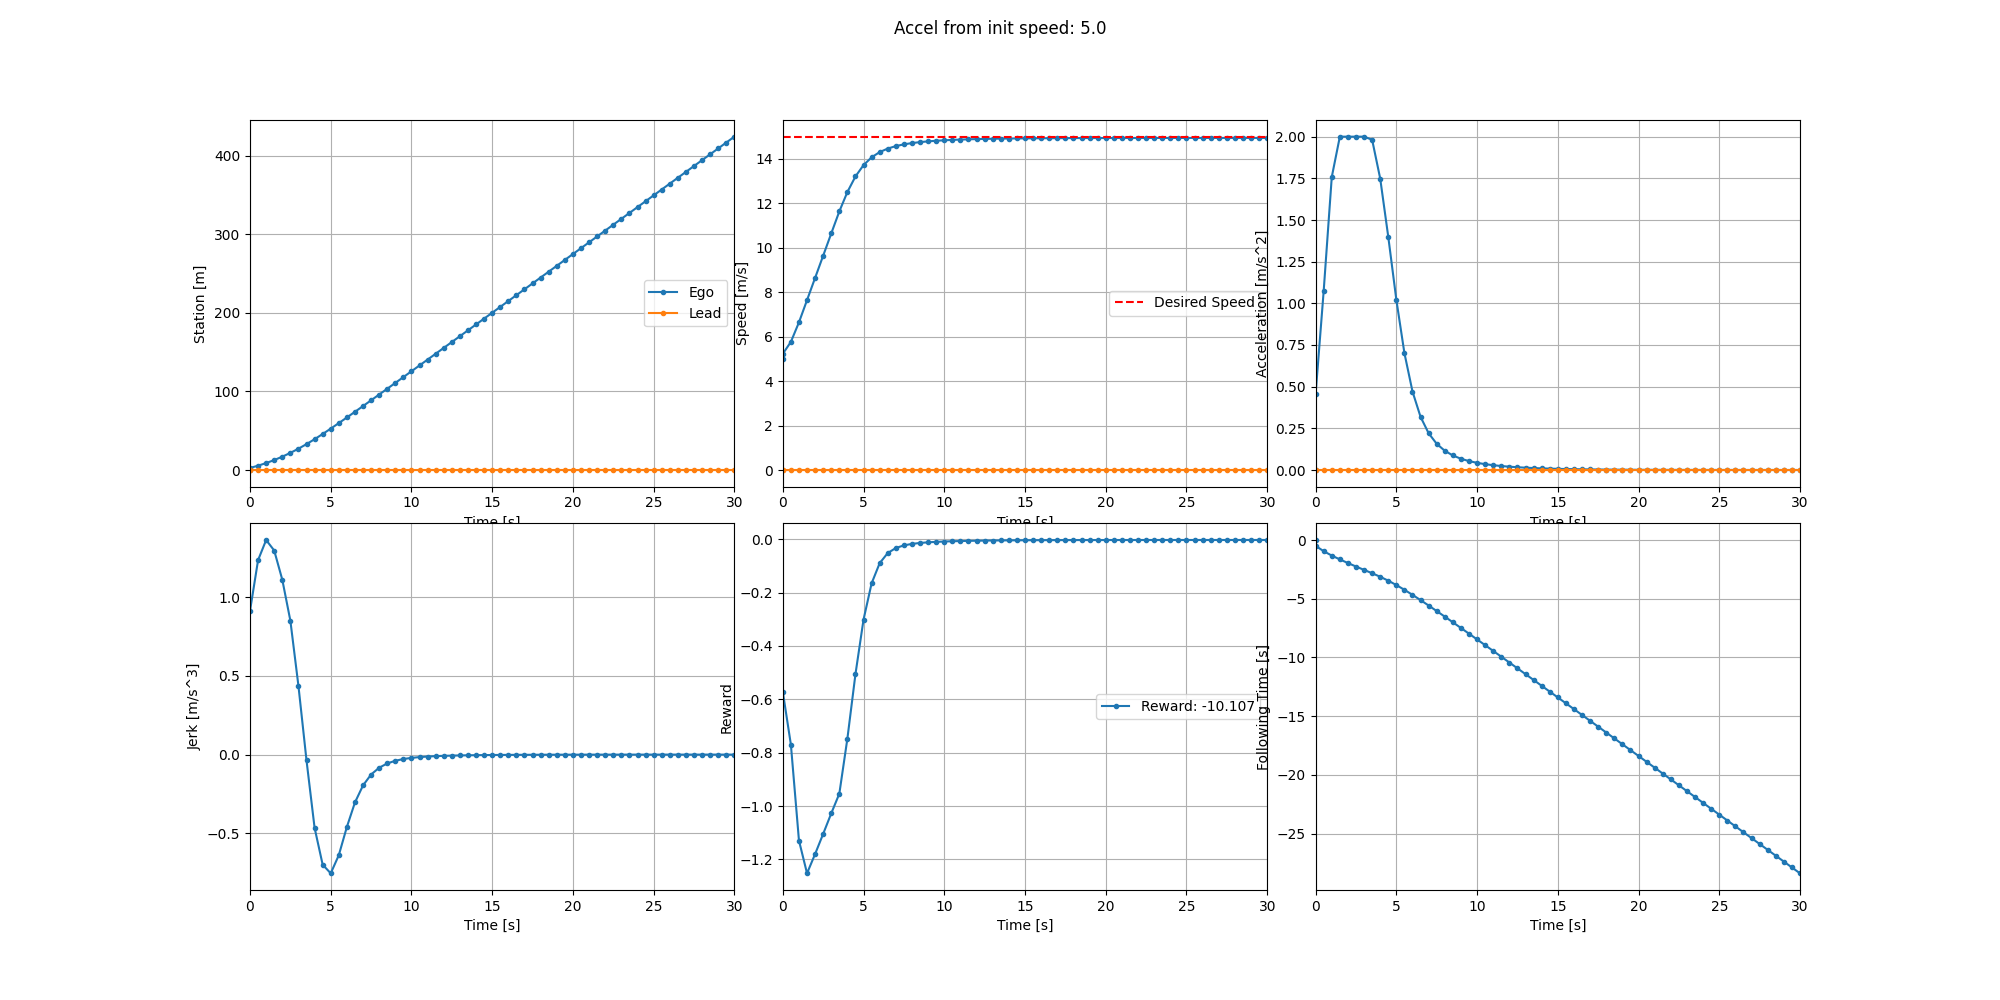 Accel from init speed: 5.0
Station [m]
400
300
200
100
0
Ego
Lead
0 5 10 15 20 25 30
Time [s]
Speed [m/s]
14
12
10
8
6
4
2
0
Desired Speed
0 5 10 15 20 25 30
Time [s]
Acceleration [m/s^2]
2.00
1.75
1.50
1.25
1.00
0.75
0.50
0.25
0.00
0 5 10 15 20 25 30
Time [s]
Jerk [m/s^3]
1.0
0.5
0.0
−0.5
0 5 10 15 20 25 30
Time [s]
Reward
0.0
−0.2
−0.4
−0.6
−0.8
−1.0
−1.2
Reward: -10.107
0 5 10 15 20 25 30
Time [s]
Following Time [s]
0
−5
−10
−15
−20
−25
0 5 10 15 20 25 30
Time [s]